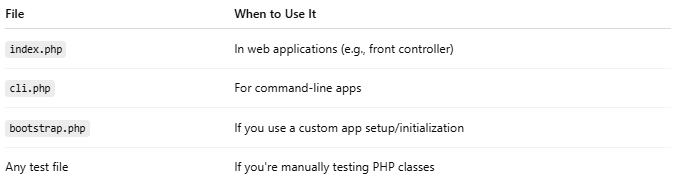 File When to Use It
index.php In web applications (e.g., front controller)
cli.php For command-line apps
bootstrap.php If you use a custom app setup/initialization
Any test file If you're manually testing PHP classes